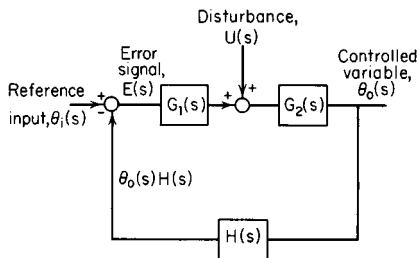 Disturbance,
U(s)
Error
signal,
E(s)
Controlled
variable,
θo(s)
Reference
input, θi(s)
+
-
G1(s)
+
+
G2(s)
θo(s)H(s)
H(s)